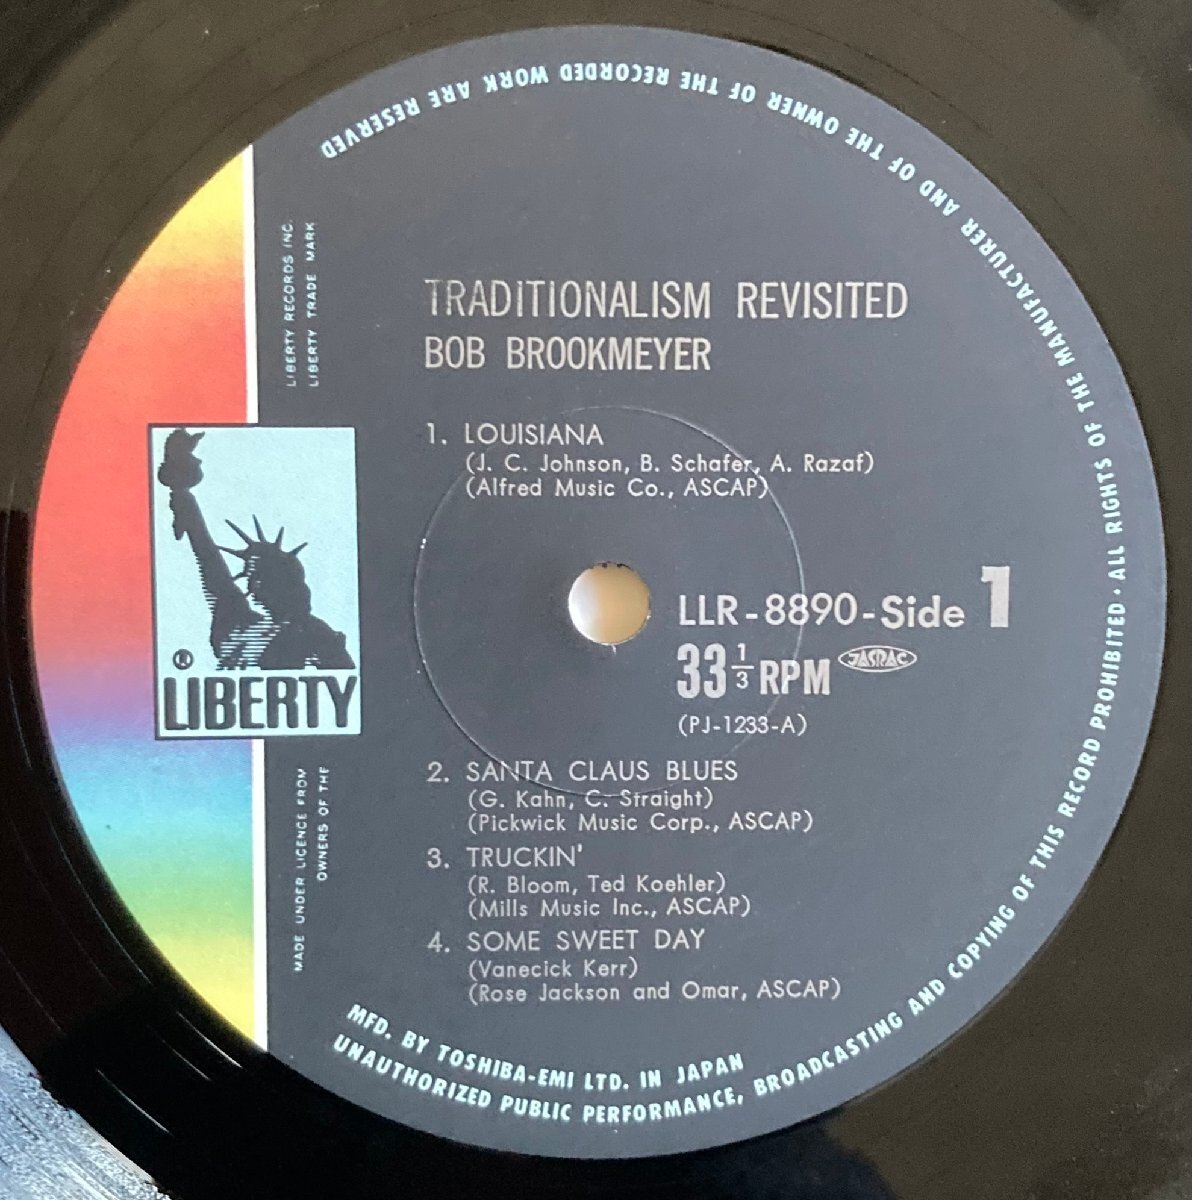 TRADITIONALISM REVISITED
BOB BROOKMEYER
1. LOUISIANA
(J. C. Johnson, B. Schafer, A. Razaf)
(Alfred Music Co., ASCAP)
LLR-8890-Side 1
33 1/3 RPM JASRAC
(PJ-1233-A)
2. SANTA CLAUS BLUES
(G. Kahn, C. Straight)
(Pickwick Music Corp., ASCAP)
3. TRUCKIN'
(R. Bloom, Ted Koehler)
(Mills Music Inc., ASCAP)
4. SOME SWEET DAY
(Vanecick Kerr)
(Rose Jackson and Omar, ASCAP)
LIBERTY RECORDS INC.
LIBERTY TRADE MARK
®
LIBERTY
MADE UNDER LICENCE FROM
OWNERS OF THE
MFD. BY TOSHIBA-EMI LTD. IN JAPAN
UNAUTHORIZED PUBLIC PERFORMANCE, BROADCASTING AND COPYING OF THIS RECORD PROHIBITED · ALL RIGHTS OF THE MANUFACTURER AND OF THE OWNER OF THE RECORDED WORK ARE RESERVED